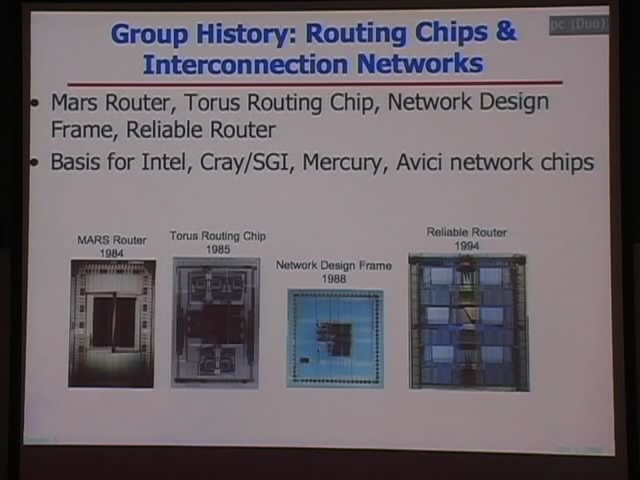 pc (Duo)
Group History: Routing Chips &
Interconnection Networks
• Mars Router, Torus Routing Chip, Network Design
Frame, Reliable Router
• Basis for Intel, Cray/SGI, Mercury, Avici network chips
MARS Router
1984
Torus Routing Chip
1985
Network Design Frame
1988
Reliable Router
1994